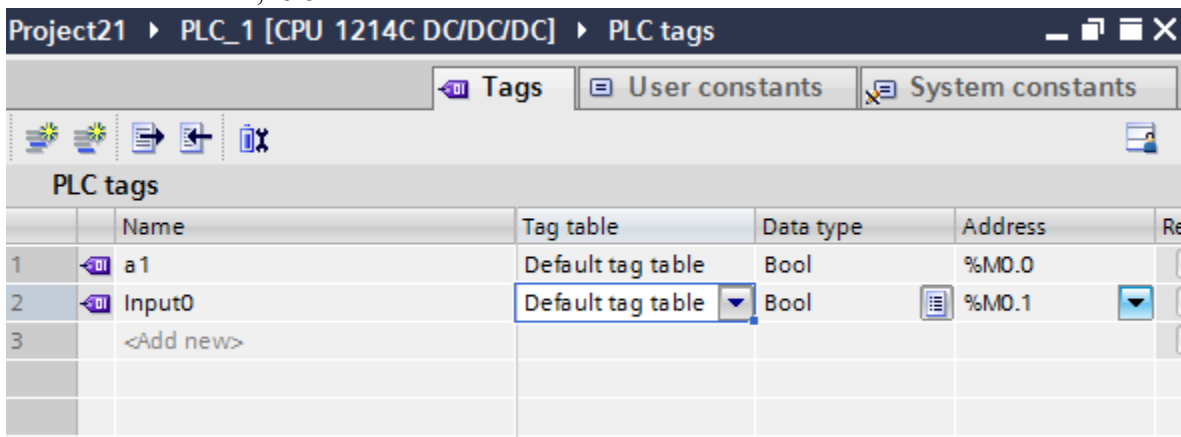 Project21 ▸ PLC_1 [CPU 1214C DC/DC/DC] ▸ PLC tags
Tags User constants System constants
PLC tags
Name Tag table Data type Address Re
1 a1 Default tag table Bool %M0.0
2 Input0 Default tag table Bool %M0.1
3 <Add new>